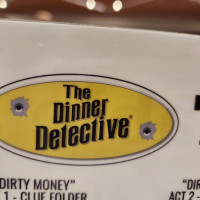 The
Dinner
Detective®
DIRTY MONEY"
1 - CLUE FOLDER
"DIR
ACT 2 -